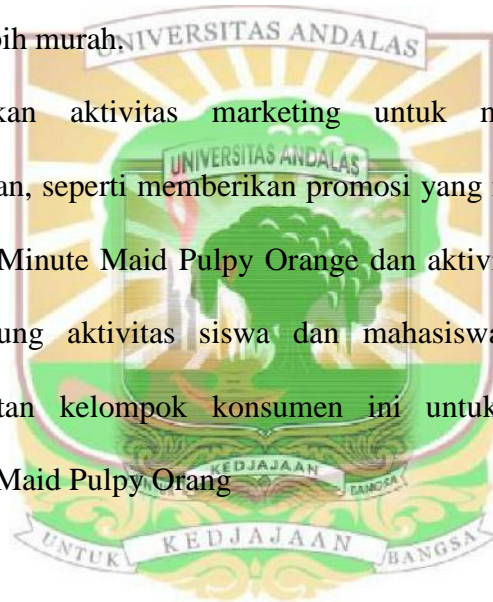 bih murah.
UNIVERSITAS ANDALAS
kan aktivitas marketing untuk m
UNIVERSITAS ANDALAS
an, seperti memberikan promosi yang
Minute Maid Pulpy Orange dan aktivi
ung aktivitas siswa dan mahasiswa
tan kelompok konsumen ini untuk
Maid Pulpy Orang
UNTUK KEDJAJAAN BANGSA
UNTUK KEDJAJAAN BANGSA